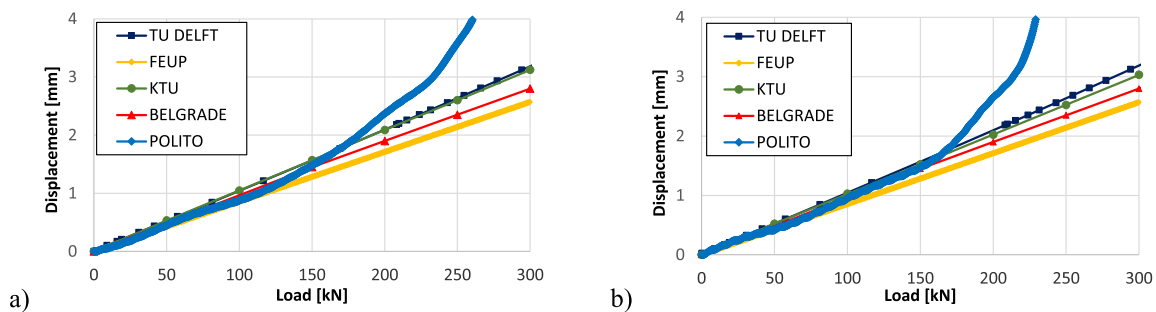 4
3
2
1
0
Displacement [mm]
TU DELFT
FEUP
KTU
BELGRADE
POLITO
0 50 100 150 200 250 300
Load [kN]
a)
4
3
2
1
0
Displacement [mm]
TU DELFT
FEUP
KTU
BELGRADE
POLITO
0 50 100 150 200 250 300
Load [kN]
b)